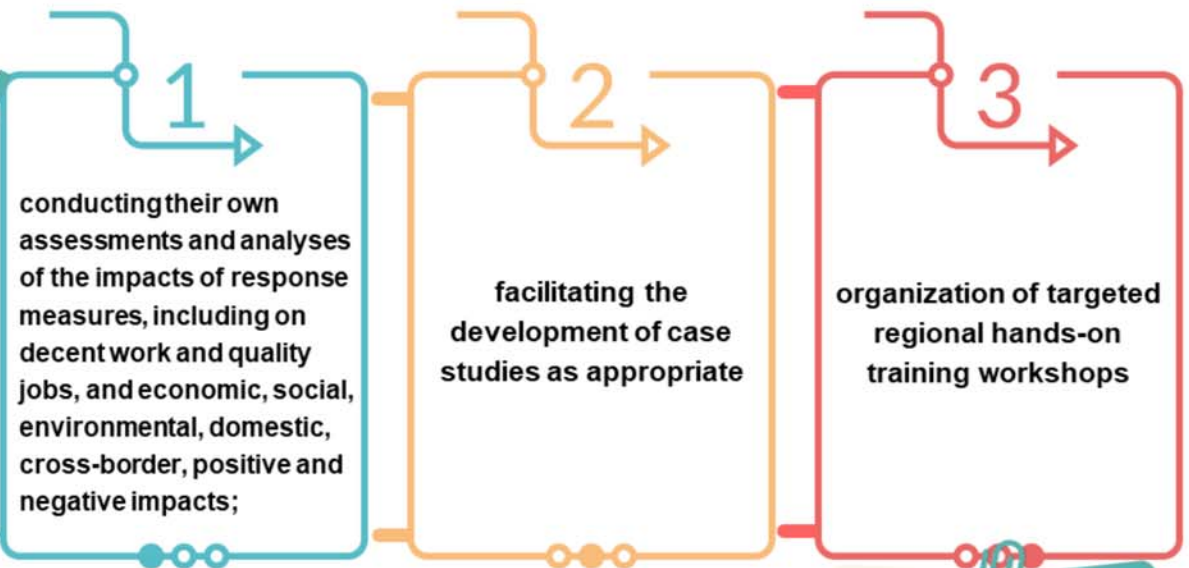 1
conducting their own
assessments and analyses
of the impacts of response
measures, including on
decent work and quality
jobs, and economic, social,
environmental, domestic,
cross-border, positive and
negative impacts;
2
facilitating the
development of case
studies as appropriate
3
organization of targeted
regional hands-on
training workshops